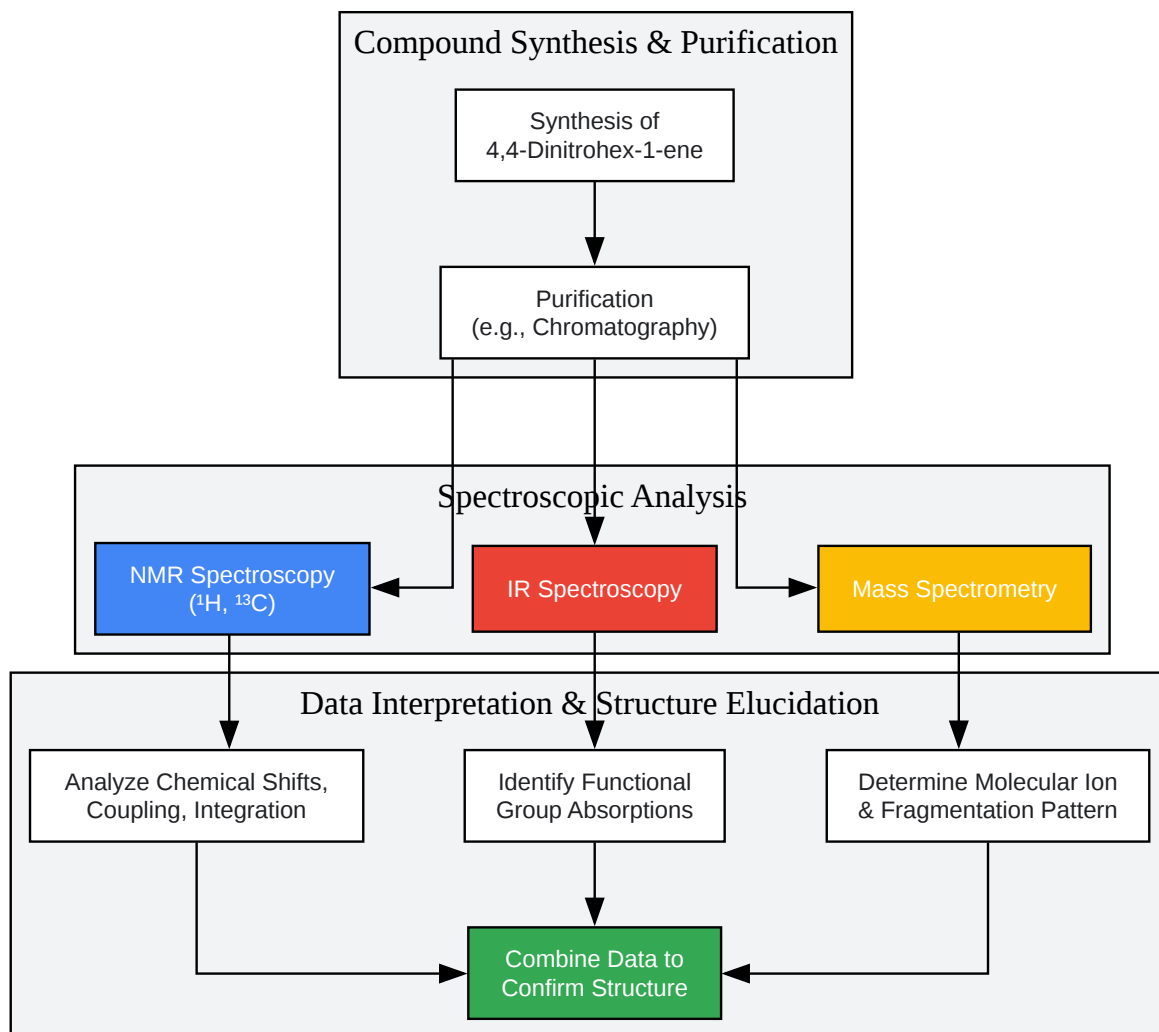 Compound Synthesis & Purification
Synthesis of
4,4-Dinitrohex-1-ene
Purification
(e.g., Chromatography)
Spectroscopic Analysis
NMR Spectroscopy
(¹H, ¹³C)
IR Spectroscopy
Mass Spectrometry
Data Interpretation & Structure Elucidation
Analyze Chemical Shifts,
Coupling, Integration
Identify Functional
Group Absorptions
Determine Molecular Ion
& Fragmentation Pattern
Combine Data to
Confirm Structure